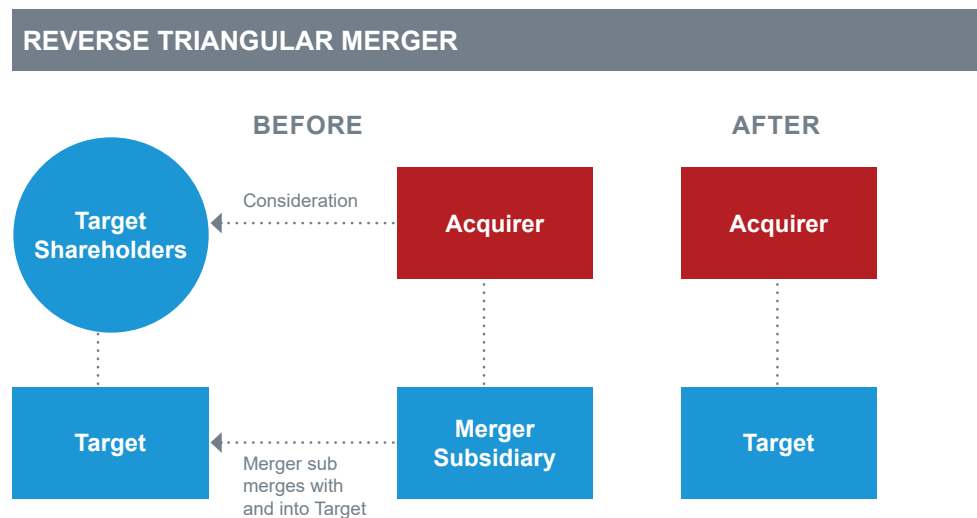 REVERSE TRIANGULAR MERGER
BEFORE
AFTER
Target
Shareholders
Consideration
Acquirer
Acquirer
Target
Merger sub
merges with
and into Target
Merger
Subsidiary
Target